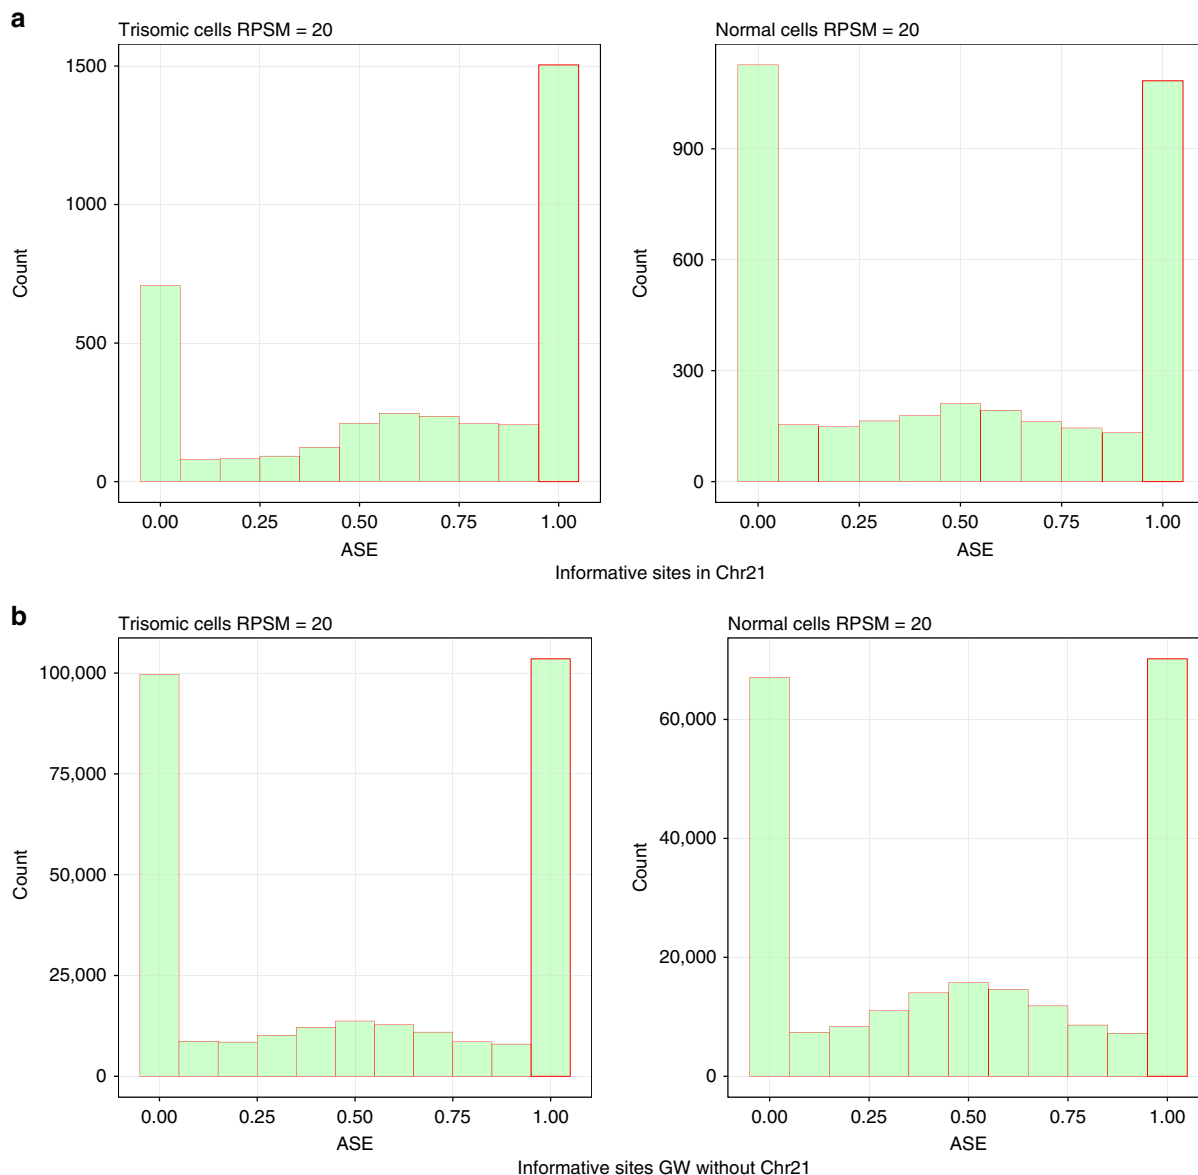 a
Trisomic cells RPSM = 20
Normal cells RPSM = 20
Count
1500
1000
500
0
0.00 0.25 0.50 0.75 1.00
ASE
Count
900
600
300
0
0.00 0.25 0.50 0.75 1.00
ASE
Informative sites in Chr21
b
Trisomic cells RPSM = 20
Normal cells RPSM = 20
Count
100,000
75,000
50,000
25,000
0
0.00 0.25 0.50 0.75 1.00
ASE
Count
60,000
40,000
20,000
0
0.00 0.25 0.50 0.75 1.00
ASE
Informative sites GW without Chr21